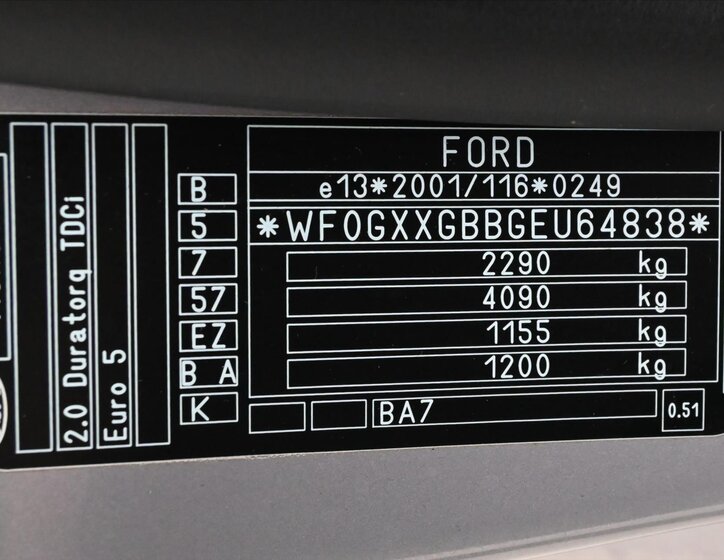 FORD
e13*2001/116*0249
*WF0GXXGBBGEU64838*
2290 kg
4090 kg
1155 kg
1200 kg
BA7
0.51
B
5
7
57
EZ
B A
K
2.0 Duratorq TDCi
Euro 5